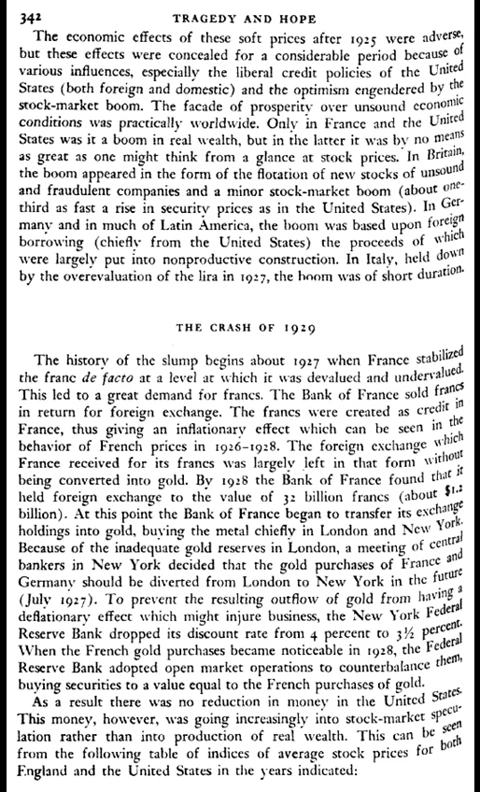 342 TRAGEDY AND HOPE
The economic effects of these soft prices after 1925 were adverse,
but these effects were concealed for a considerable period because of
various influences, especially the liberal credit policies of the United
States (both foreign and domestic) and the optimism engendered by the
stock-market boom. The facade of prosperity over unsound economic
conditions was practically worldwide. Only in France and the United
States was it a boom in real wealth, but in the latter it was by no means
as great as one might think from a glance at stock prices. In Britain,
the boom appeared in the form of the flotation of new stocks of unsound
and fraudulent companies and a minor stock-market boom (about one-
third as fast a rise in security prices as in the United States). In Ger-
many and in much of Latin America, the boom was based upon foreign
borrowing (chiefly from the United States) the proceeds of which
were largely put into nonproductive construction. In Italy, held down
by the overevaluation of the lira in 1927, the boom was of short duration.
THE CRASH OF 1929
The history of the slump begins about 1927 when France stabilized
the franc de facto at a level at which it was devalued and undervalued.
This led to a great demand for francs. The Bank of France sold francs
in return for foreign exchange. The francs were created as credit in
France, thus giving an inflationary effect which can be seen in the
behavior of French prices in 1926-1928. The foreign exchange which
France received for its francs was largely left in that form without
being converted into gold. By 1928 the Bank of France found that it
held foreign exchange to the value of 32 billion francs (about $1.2
billion). At this point the Bank of France began to transfer its exchange
holdings into gold, buying the metal chiefly in London and New York.
Because of the inadequate gold reserves in London, a meeting of central
bankers in New York decided that the gold purchases of France and
Germany should be diverted from London to New York in the future
(July 1927). To prevent the resulting outflow of gold from having a
deflationary effect which might injure business, the New York Federal
Reserve Bank dropped its discount rate from 4 percent to 3½ percent.
When the French gold purchases became noticeable in 1928, the Federal
Reserve Bank adopted open market operations to counterbalance them,
buying securities to a value equal to the French purchases of gold.
As a result there was no reduction in money in the United States.
This money, however, was going increasingly into stock-market specu-
lation rather than into production of real wealth. This can be seen
from the following table of indices of average stock prices for both
England and the United States in the years indicated: